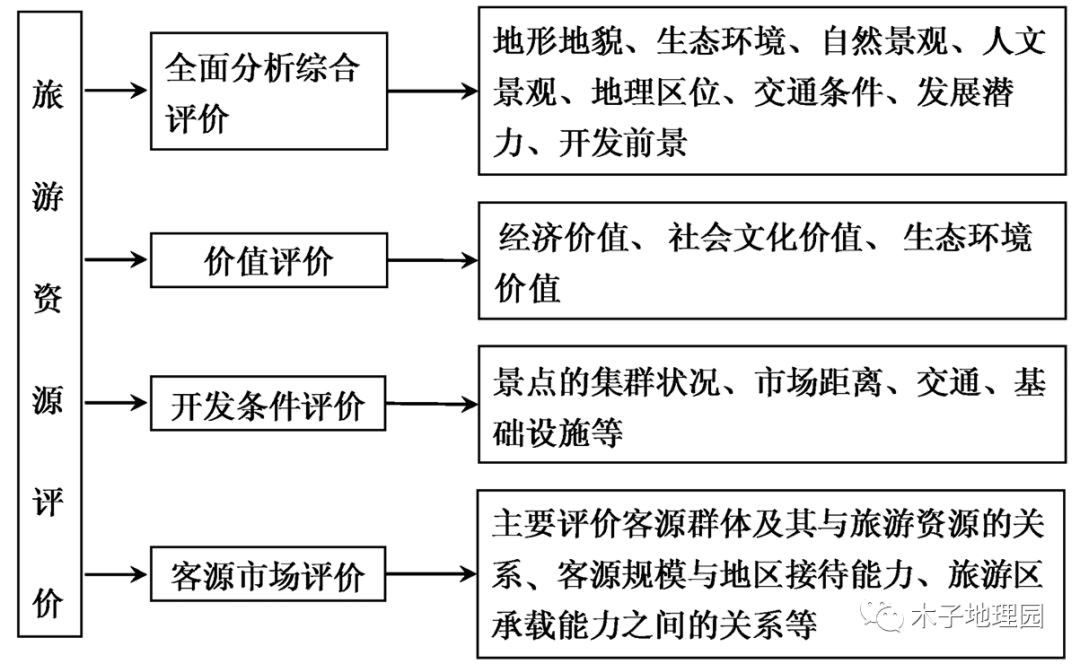 旅游资源评价
全面分析综合
评价
地形地貌、生态环境、自然景观、人文
景观、地理区位、交通条件、发展潜
力、开发前景
价值评价
经济价值、 社会文化价值、 生态环境
价值
开发条件评价
景点的集群状况、市场距离、交通、基
础设施等
客源市场评价
主要评价客源群体及其与旅游资源的关
系、客源规模与地区接待能力、旅游区
承载能力之间的关系等
木子地理园